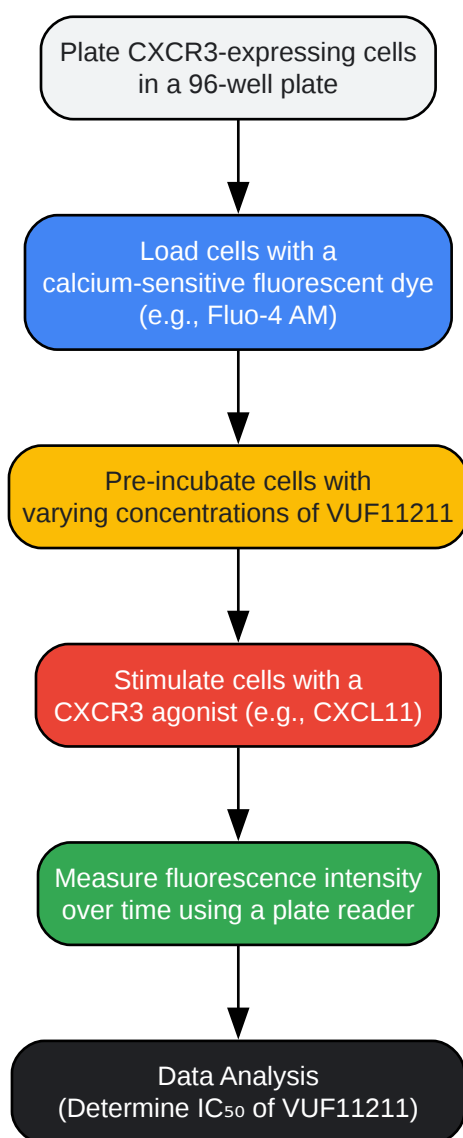 Plate CXCR3-expressing cells
in a 96-well plate
Load cells with a
calcium-sensitive fluorescent dye
(e.g., Fluo-4 AM)
Pre-incubate cells with
varying concentrations of VUF11211
Stimulate cells with a
CXCR3 agonist (e.g., CXCL11)
Measure fluorescence intensity
over time using a plate reader
Data Analysis
(Determine IC₅₀ of VUF11211)